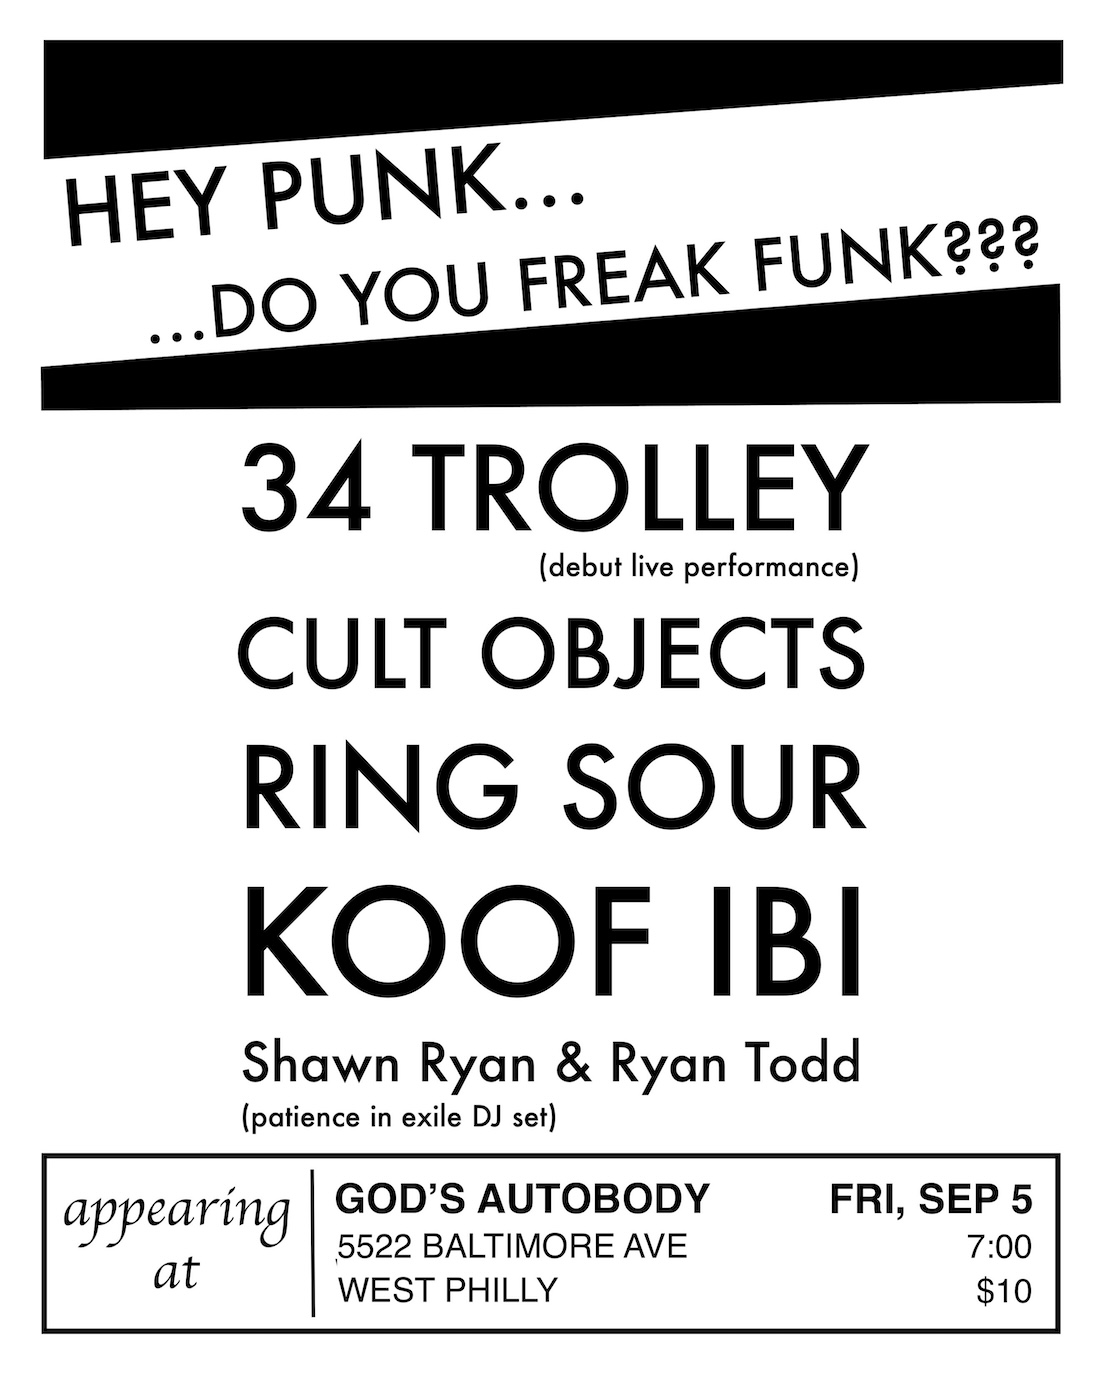 HEY PUNK...
...DO YOU FREAK FUNK???
34 TROLLEY
(debut live performance)
CULT OBJECTS
RING SOUR
KOOF IBI
Shawn Ryan & Ryan Todd
(patience in exile DJ set)
appearing
at
GOD’S AUTOBODY
5522 BALTIMORE AVE
WEST PHILLY
FRI, SEP 5
7:00
$10